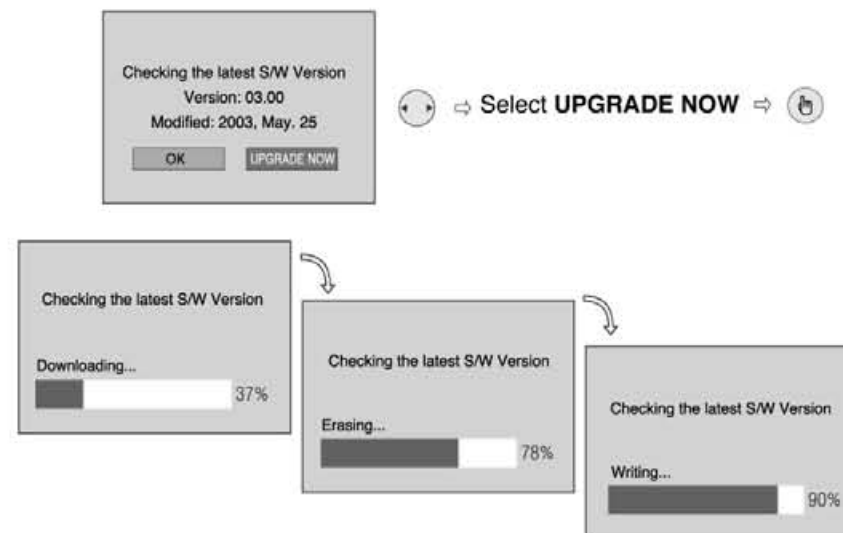 Checking the latest S/W Version
Version: 03.00
Modified: 2003, May. 25
OK UPGRADE NOW
Select UPGRADE NOW
Checking the latest S/W Version
Downloading...
37%
Checking the latest S/W Version
Erasing...
78%
Checking the latest S/W Version
Writing...
90%